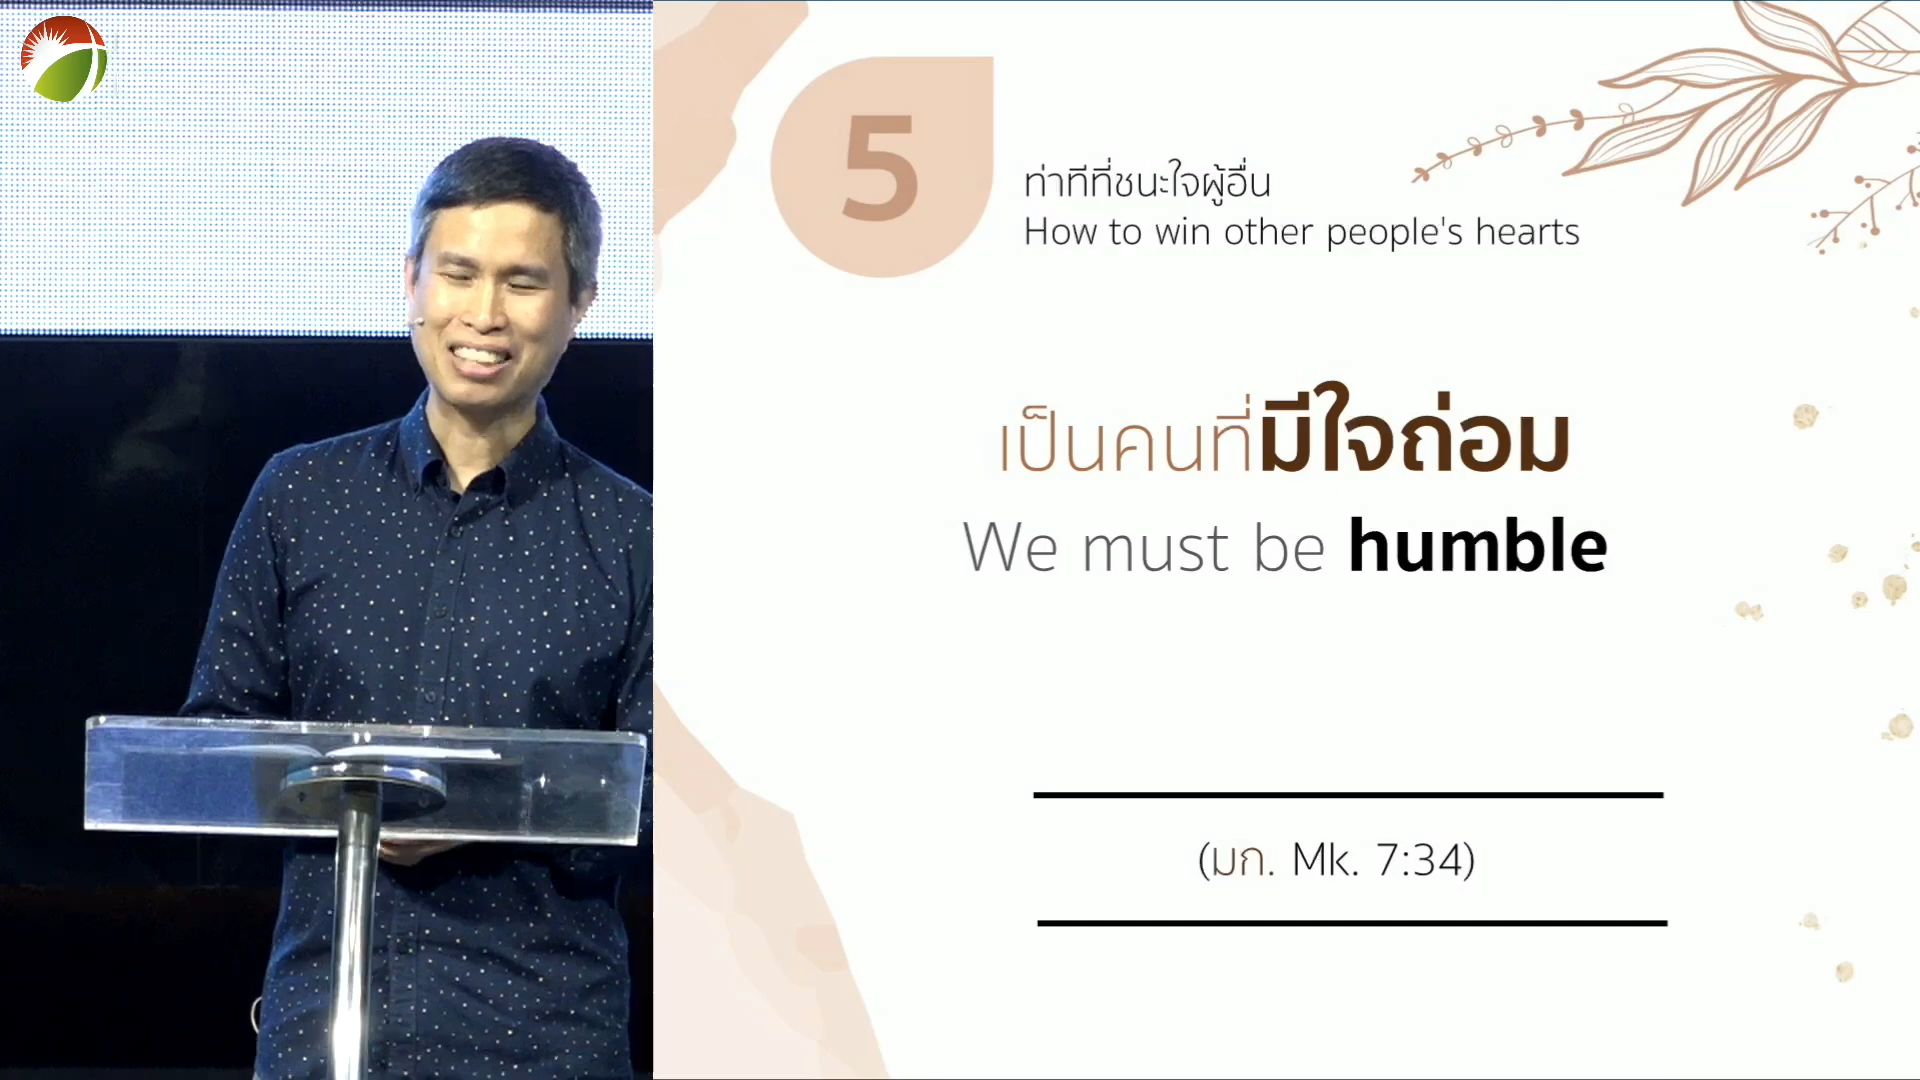 5
ท่าทีที่ชนะใจผู้อื่น
How to win other people's hearts
เป็นคนที่มีใจถ่อม
We must be humble
(มก. Mk. 7:34)